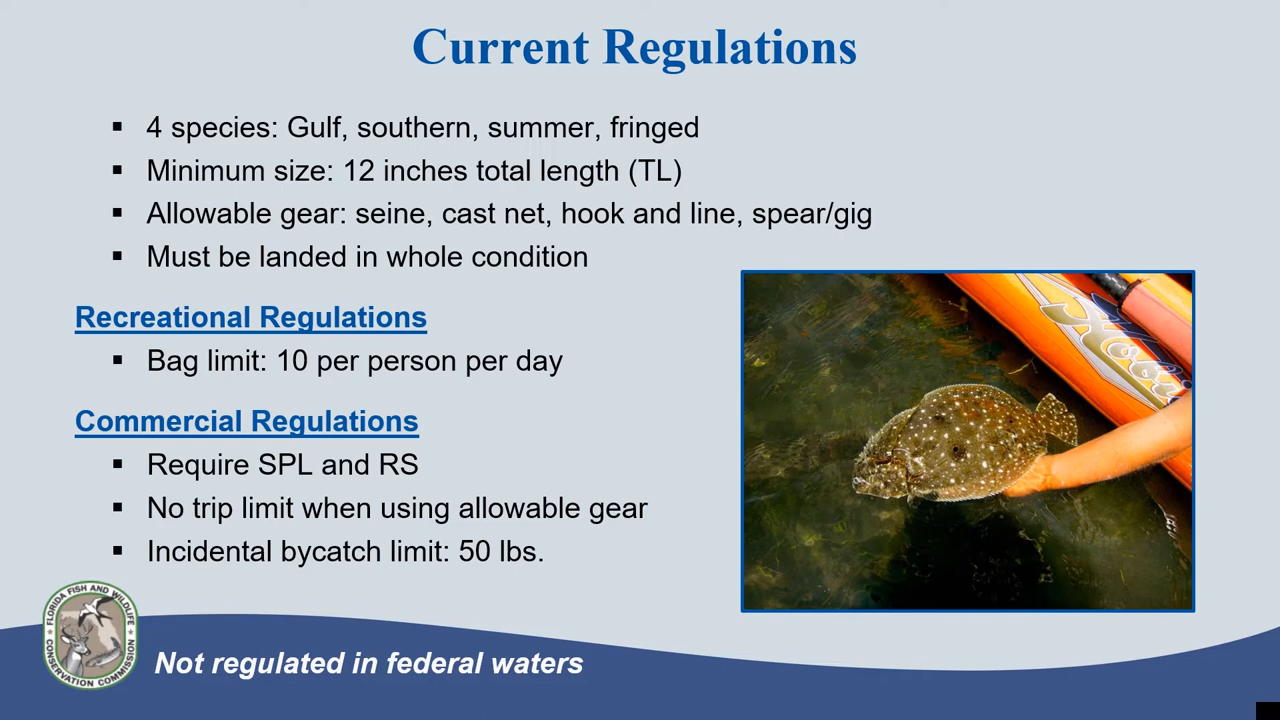 Current Regulations
▪ 4 species: Gulf, southern, summer, fringed
▪ Minimum size: 12 inches total length (TL)
▪ Allowable gear: seine, cast net, hook and line, spear/gig
▪ Must be landed in whole condition
Recreational Regulations
▪ Bag limit: 10 per person per day
Commercial Regulations
▪ Require SPL and RS
▪ No trip limit when using allowable gear
▪ Incidental bycatch limit: 50 lbs.
Hobie
FLORIDA FISH AND WILDLIFE
CONSERVATION COMMISSION
Not regulated in federal waters